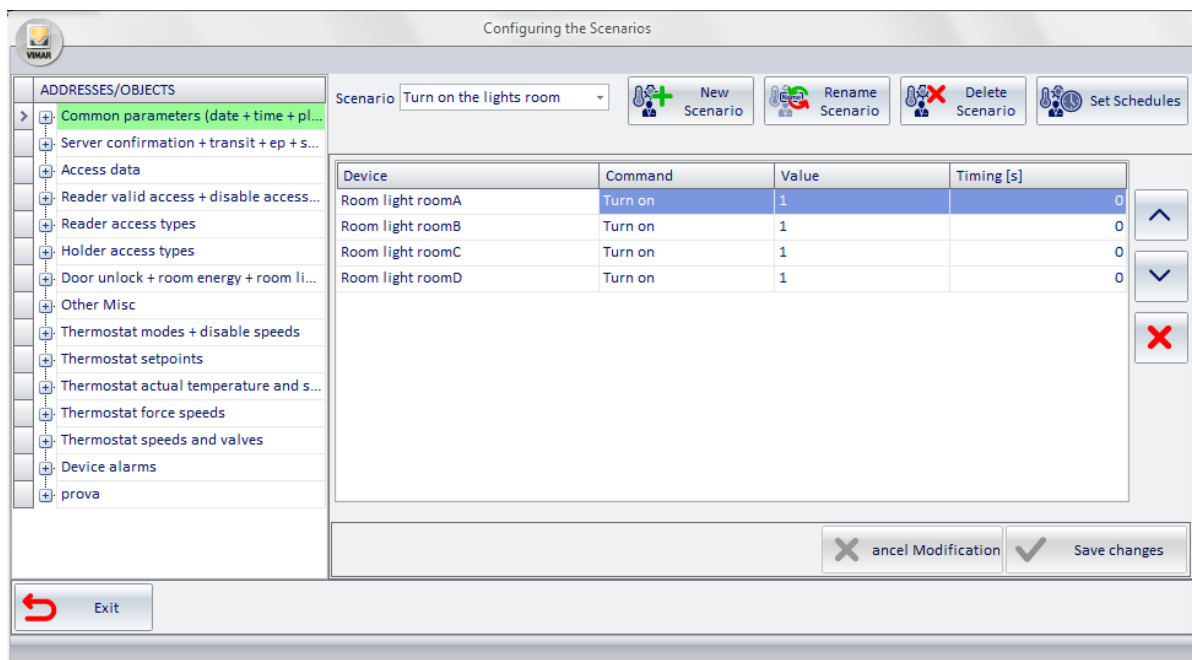 Configuring the Scenarios
VIMAR
ADDRESSES/OBJECTS
Common parameters (date + time + pl...
Server confirmation + transit + ep + s...
Access data
Reader valid access + disable access...
Reader access types
Holder access types
Door unlock + room energy + room li...
Other Misc
Thermostat modes + disable speeds
Thermostat setpoints
Thermostat actual temperature and s...
Thermostat force speeds
Thermostat speeds and valves
Device alarms
prova
Scenario Turn on the lights room
New
Scenario
Rename
Scenario
Delete
Scenario
Set Schedules
Device Command Value Timing [s]
Room light roomA Turn on 1 0
Room light roomB Turn on 1 0
Room light roomC Turn on 1 0
Room light roomD Turn on 1 0
ancel Modification
Save changes
Exit